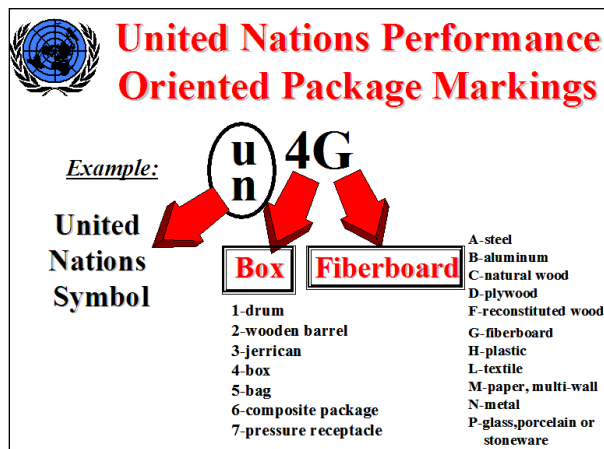 United Nations Performance
Oriented Package Markings
Example:
un
4G
United
Nations
Symbol
Box
Fiberboard
1-drum
2-wooden barrel
3-jerrican
4-box
5-bag
6-composite package
7-pressure receptacle
A-steel
B-aluminum
C-natural wood
D-plywood
F-reconstituted wood
G-fiberboard
H-plastic
L-textile
M-paper, multi-wall
N-metal
P-glass,porcelain or
stoneware